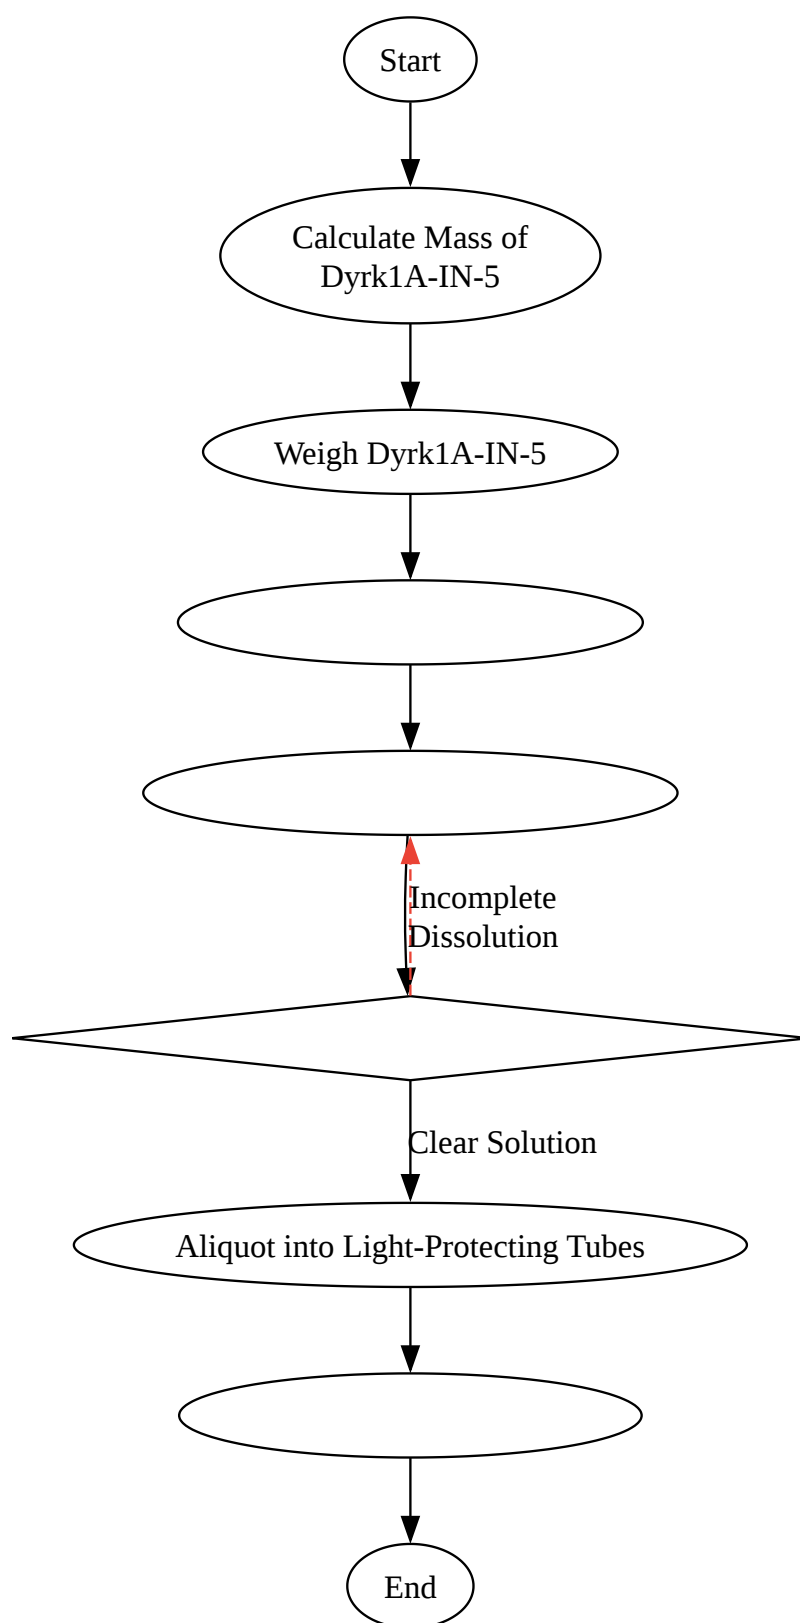 Start
Calculate Mass of
Dyrk1A-IN-5
Weigh Dyrk1A-IN-5
Incomplete
Dissolution
Clear Solution
Aliquot into Light-Protecting Tubes
End